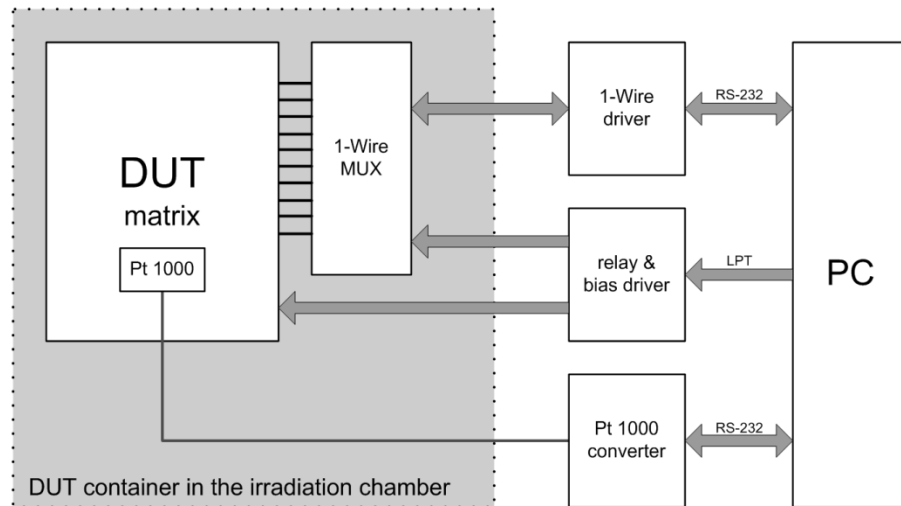 DUT
matrix
Pt 1000
1-Wire
MUX
1-Wire
driver
RS-232
relay &
bias driver
LPT
PC
Pt 1000
converter
RS-232
DUT container in the irradiation chamber